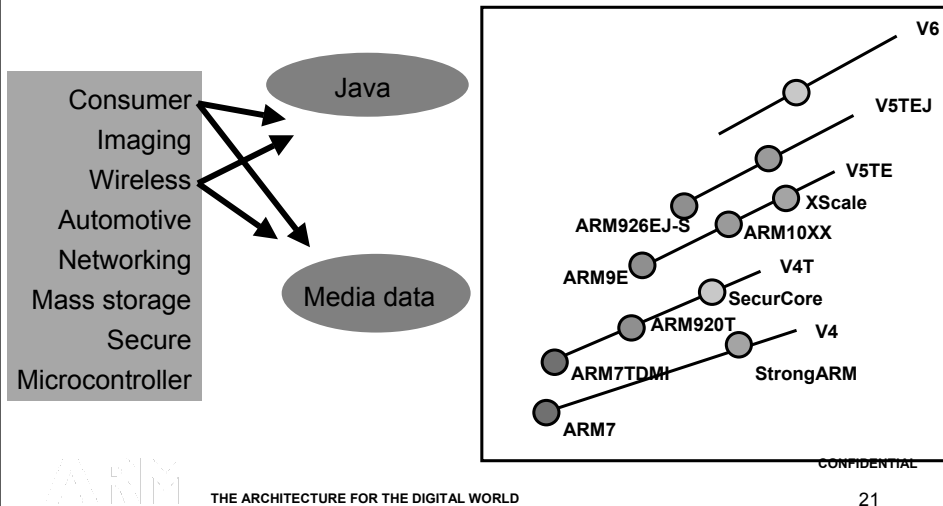 Consumer
Imaging
Wireless
Automotive
Networking
Mass storage
Secure
Microcontroller
Java
Media data
V6
V5TEJ
V5TE
XScale
ARM926EJ-S
ARM10XX
ARM9E
V4T
SecurCore
ARM920T
V4
ARM7TDMI
StrongARM
ARM7
CONFIDENTIAL
ARM
THE ARCHITECTURE FOR THE DIGITAL WORLD
21